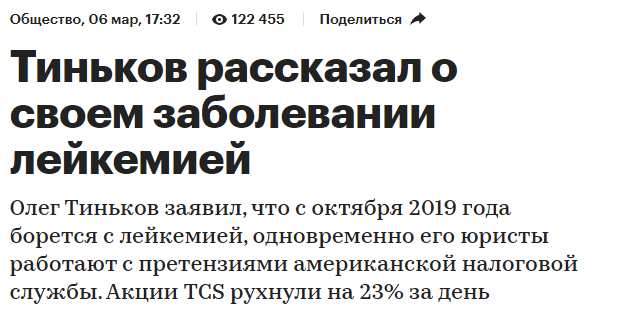 Общество, 06 мар, 17:32 122 455 Поделиться
Тиньков рассказал о
своем заболевании
лейкемией
Олег Тиньков заявил, что с октября 2019 года
борется с лейкемией, одновременно его юристы
работают с претензиями американской налоговой
службы. Акции TCS рухнули на 23% за день